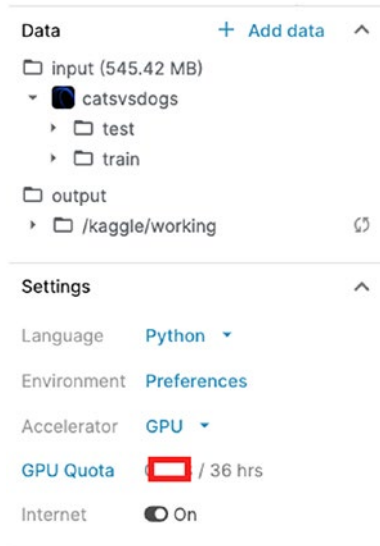 Data + Add data
input (545.42 MB)
catsvsdogs
test
train
output
/kaggle/working
Settings
Language Python
Environment Preferences
Accelerator GPU
GPU Quota / 36 hrs
Internet On